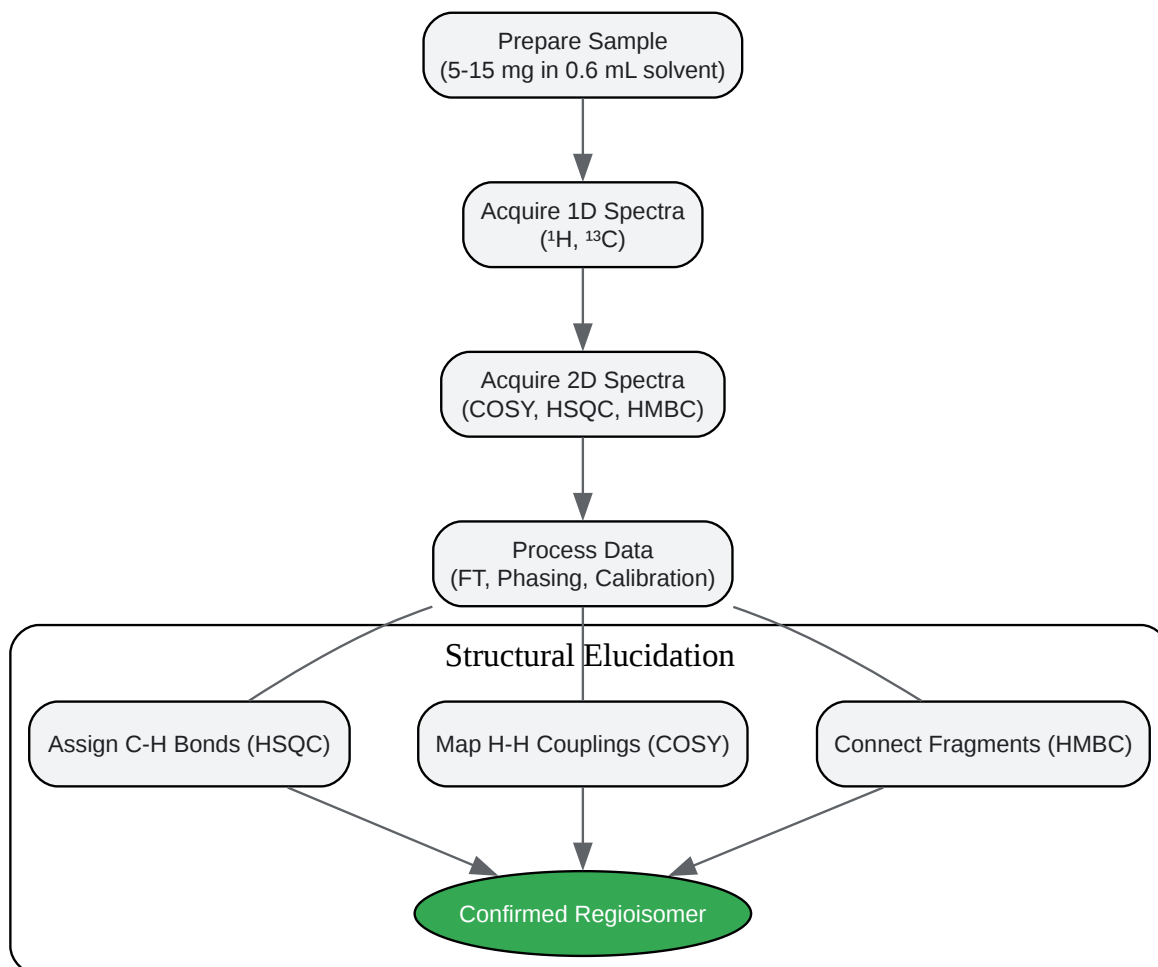 Prepare Sample
(5-15 mg in 0.6 mL solvent)
Acquire 1D Spectra
(¹H, ¹³C)
Acquire 2D Spectra
(COSY, HSQC, HMBC)
Process Data
(FT, Phasing, Calibration)
Structural Elucidation
Assign C-H Bonds (HSQC)
Map H-H Couplings (COSY)
Connect Fragments (HMBC)
Confirmed Regioisomer